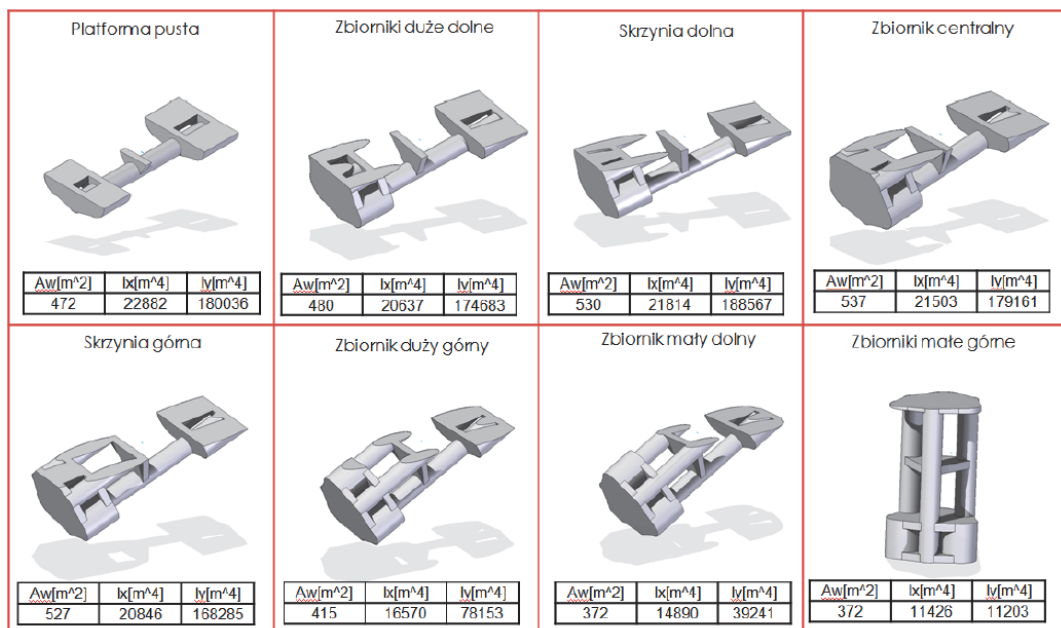 Platforma pusta
Aw[m^2] Ix[m^4] Iy[m^4]
472 22882 180036
Zbiorniki duże dolne
Aw[m^2] Ix[m^4] Iy[m^4]
480 20637 174683
Skrzynia dolna
Aw[m^2] Ix[m^4] Iy[m^4]
530 21814 188567
Zbiornik centralny
Aw[m^2] Ix[m^4] Iy[m^4]
537 21503 179161
Skrzynia górna
Aw[m^2] Ix[m^4] Iy[m^4]
527 20846 168285
Zbiornik duży górny
Aw[m^2] Ix[m^4] Iy[m^4]
415 16570 78153
Zbiornik mały dolny
Aw[m^2] Ix[m^4] Iy[m^4]
372 14890 39241
Zbiorniki małe górne
Aw[m^2] Ix[m^4] Iy[m^4]
372 11426 11203